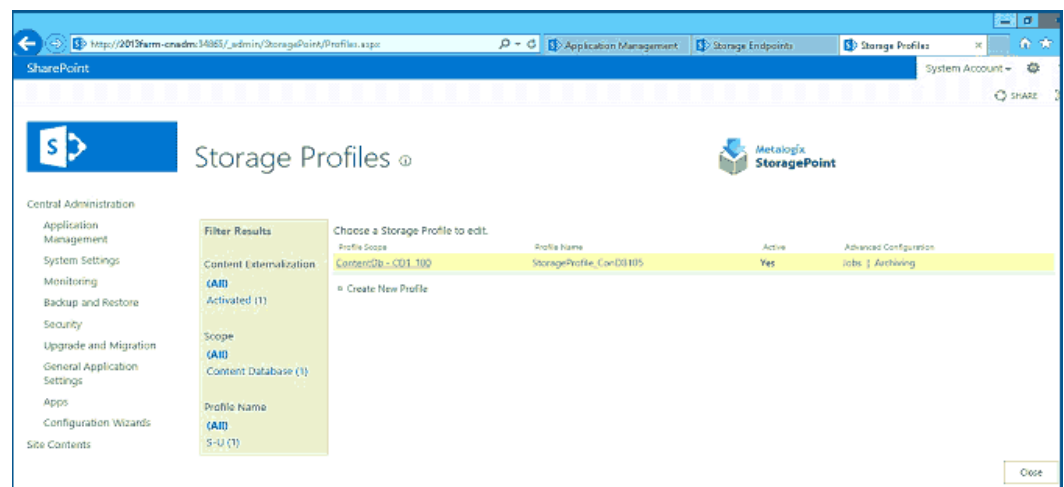 http://2013farm-cnadm:34865/_admin/StoragePoint/Profiles.aspx
Application Management
Storage Endpoints
Storage Profiles
SharePoint
System Account
SHARE
S
Storage Profiles
Metalogix
StoragePoint
Central Administration
Application
Management
System Settings
Monitoring
Backup and Restore
Security
Upgrade and Migration
General Application
Settings
Apps
Configuration Wizards
Site Contents
Filter Results
Content Externalization
(All)
Activated (1)
Scope
(All)
Content Database (1)
Profile Name
(All)
S-U (1)
Choose a Storage Profile to edit.
Profile Scope Profile Name Active Advanced Configuration
ContentDb - CD1_100 StorageProfile_ConDB105 Yes Jobs | Archiving
Create New Profile
Close